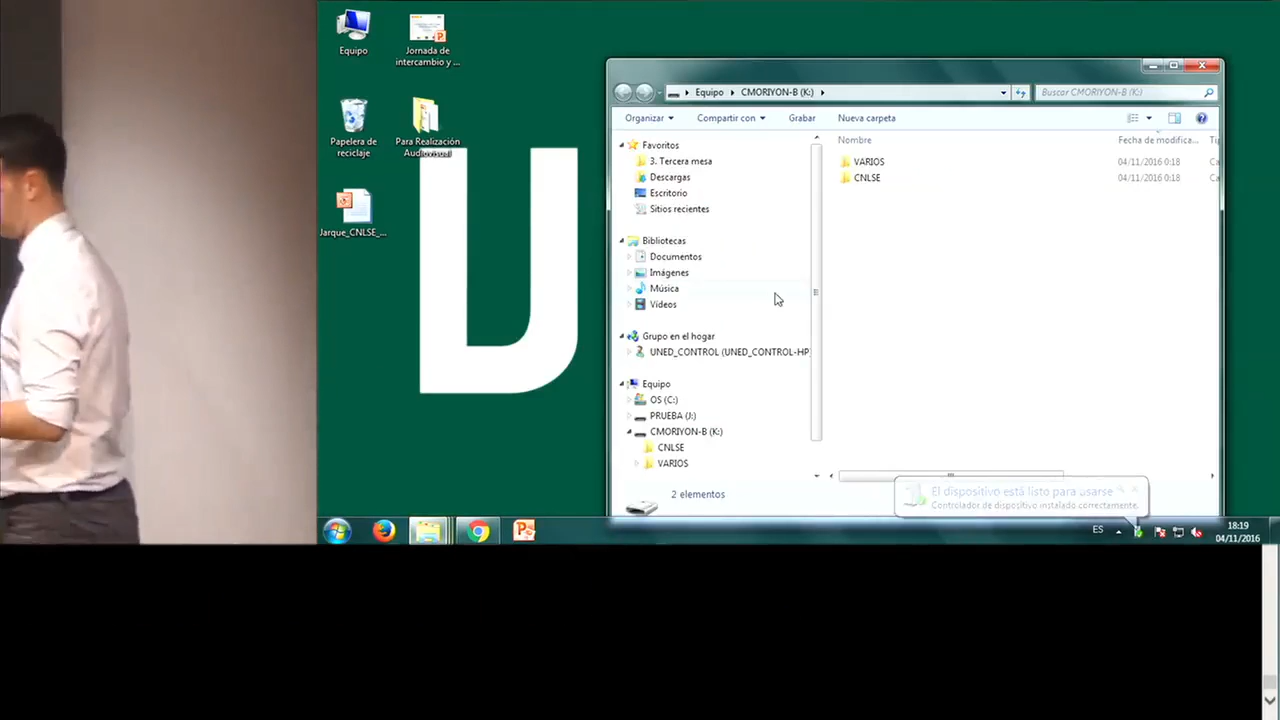 Equipo
Jornada de
intercambio y ...
Papelera de
reciclaje
Para Realización
Audiovisual
Jarque_CNLSE_...
U
Equipo
CMORIYON-B (K:)
Buscar CMORIYON-B (K:)
Organizar
Compartir con
Grabar
Nueva carpeta
Favoritos
3. Tercera mesa
Descargas
Escritorio
Sitios recientes
Bibliotecas
Documentos
Imágenes
Música
Vídeos
Grupo en el hogar
UNED_CONTROL (UNED_CONTROL-HP
Equipo
OS (C:)
PRUEBA (J:)
CMORIYON-B (K:)
CNLSE
VARIOS
Nombre
Fecha de modifica...
Ti
VARIOS
04/11/2016 0:18
Ca
CNLSE
04/11/2016 0:18
Ca
2 elementos
El dispositivo está listo para usarse
Controlador de dispositivo instalado correctamente.
ES
18:19
04/11/2016